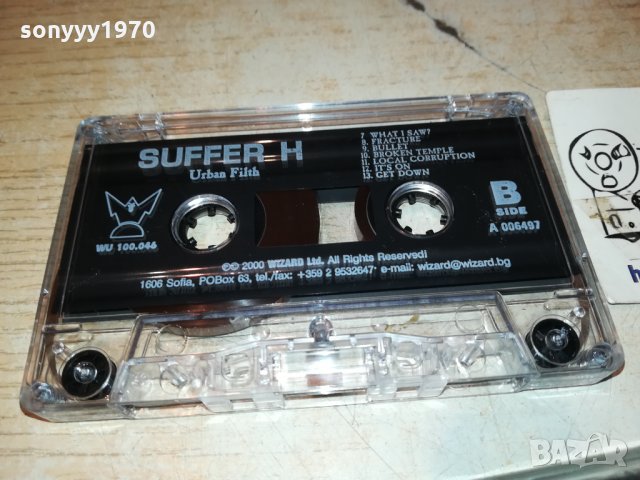 sonyyy1970
SUFFER H
Urban Filth
7 WHAT I SAW?
8. FRACTURE
9. BULLET
10. BROKEN TEMPLE
11. LOCAL CORRUPTION
12. IT'S ON
13. GET DOWN
B
SIDE
A 006497
WU 100.046
©℗ 2000 WIZARD Ltd. All Rights Reserved!
1606 Sofia, POBox 63, tel./fax: +359 2 9532647· e-mail: wizard@wizard.bg
h
BAZAR